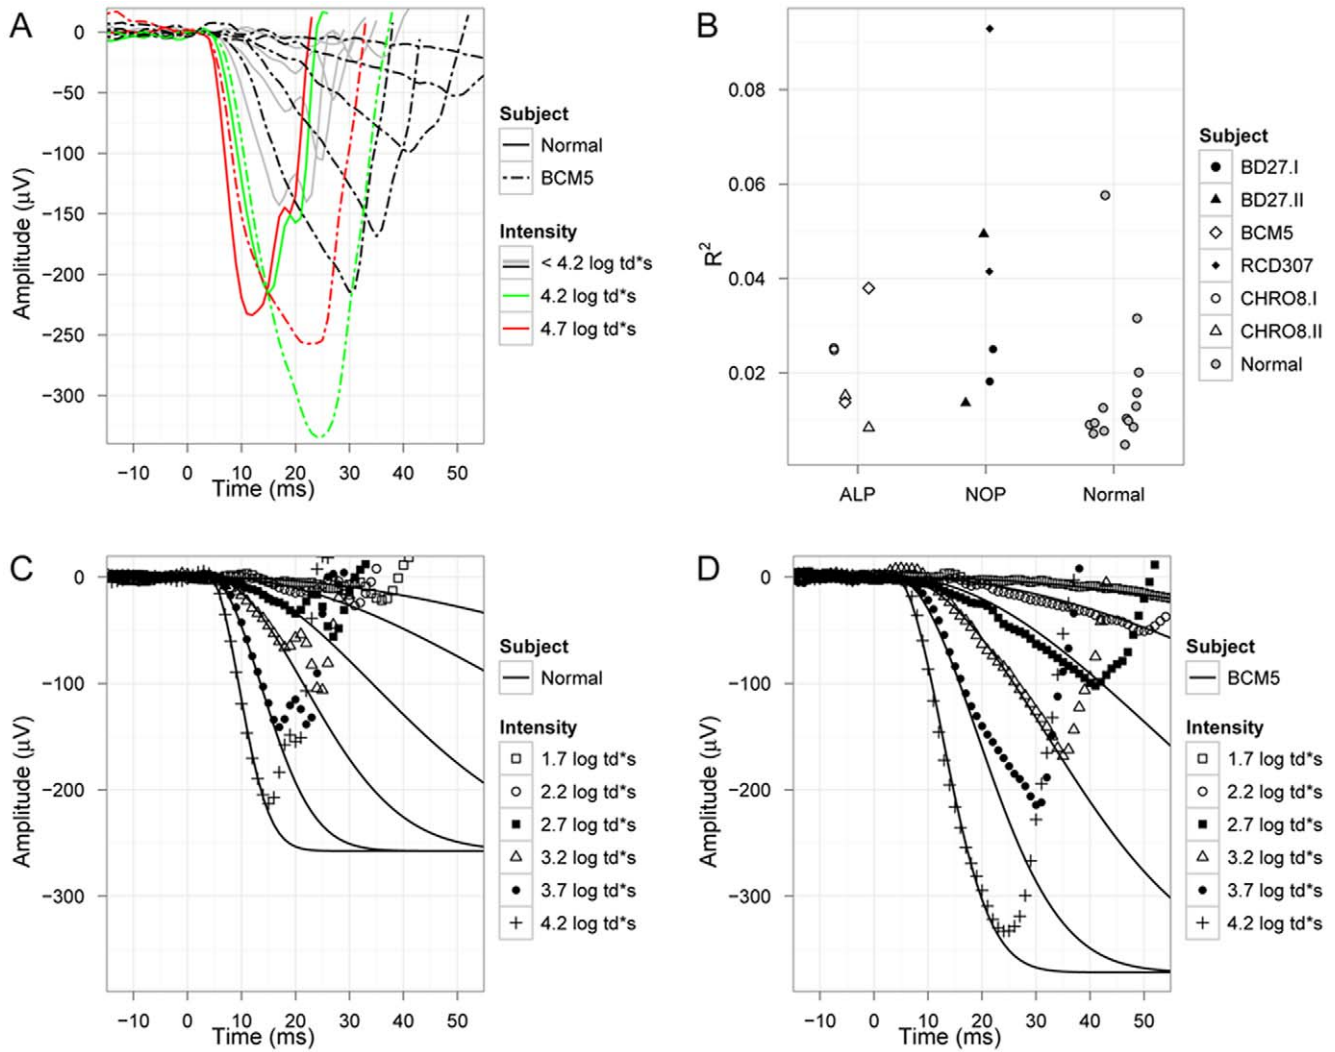 A
0
−50
−100
−150
−200
−250
−300
Amplitude (μV)
−10 0 10 20 30 40 50
Time (ms)
Subject
Normal
BCM5
Intensity
< 4.2 log td*s
4.2 log td*s
4.7 log td*s
B
0.08
0.06
0.04
0.02
R²
ALP NOP Normal
Subject
BD27.I
BD27.II
BCM5
RCD307
CHRO8.I
CHRO8.II
Normal
C
0
−100
−200
−300
Amplitude (μV)
−10 0 10 20 30 40 50
Time (ms)
Subject
Normal
Intensity
1.7 log td*s
2.2 log td*s
2.7 log td*s
3.2 log td*s
3.7 log td*s
4.2 log td*s
D
0
−100
−200
−300
Amplitude (μV)
−10 0 10 20 30 40 50
Time (ms)
Subject
BCM5
Intensity
1.7 log td*s
2.2 log td*s
2.7 log td*s
3.2 log td*s
3.7 log td*s
4.2 log td*s